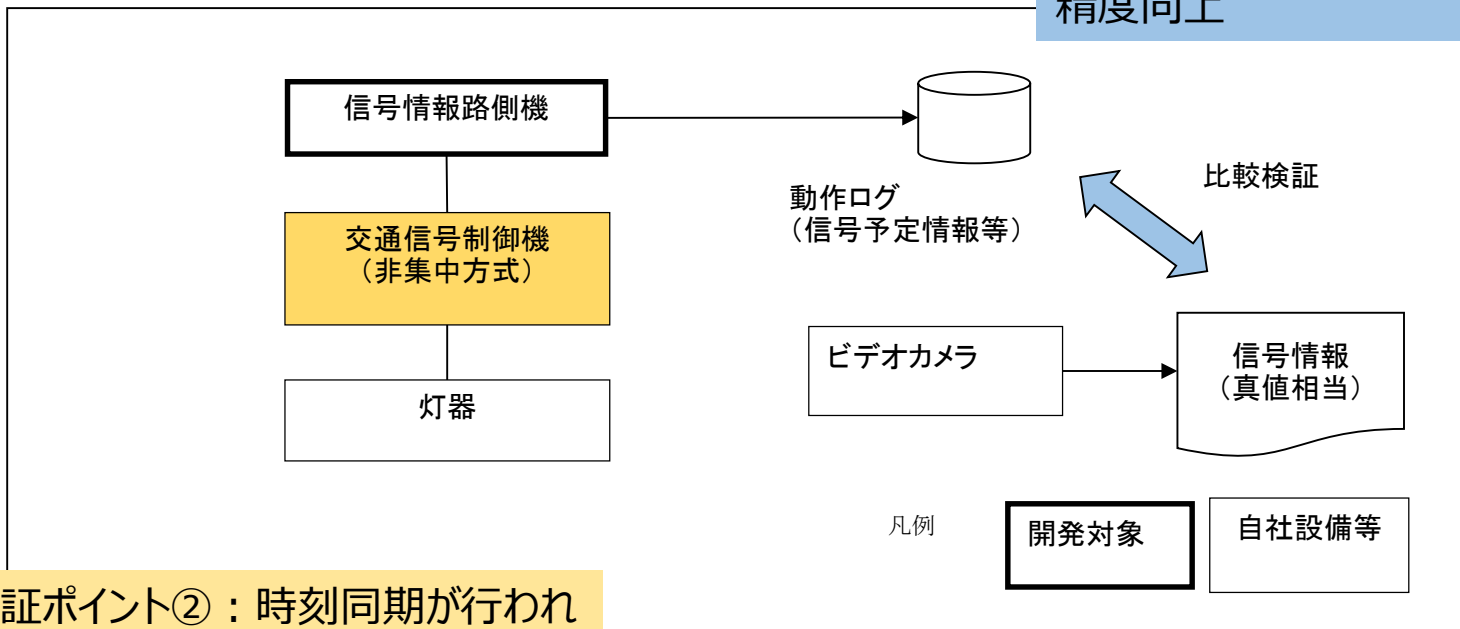 精度向上
信号情報路側機
比較検証
動作ログ
（信号予定情報等）
交通信号制御機
（非集中方式）
ビデオカメラ
信号情報
（真値相当）
灯器
凡例
開発対象
自社設備等
証ポイント②：時刻同期が行われ